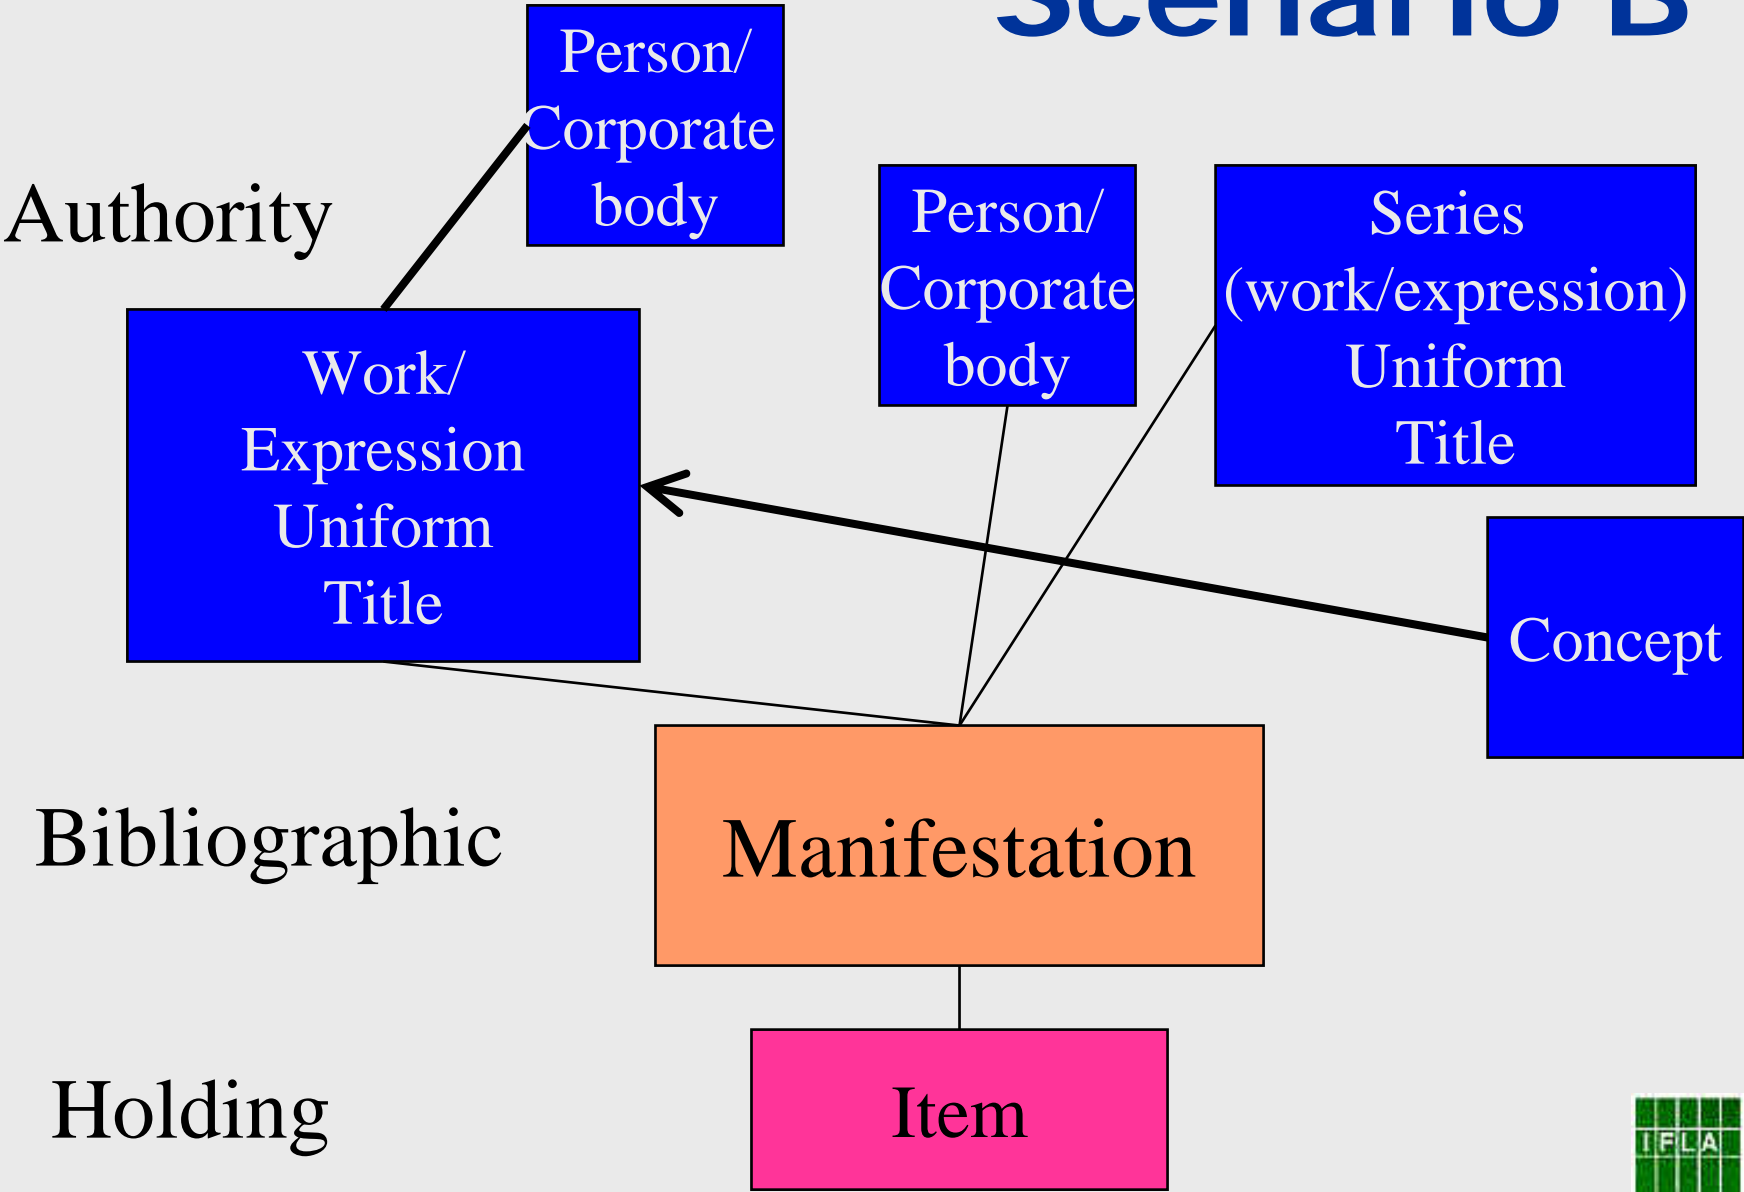 Scenario B
Person/
Corporate
body
Authority
Person/
Corporate
body
Series
(work/expression)
Uniform
Title
Work/
Expression
Uniform
Title
Concept
Bibliographic
Manifestation
Holding
Item
IFLA